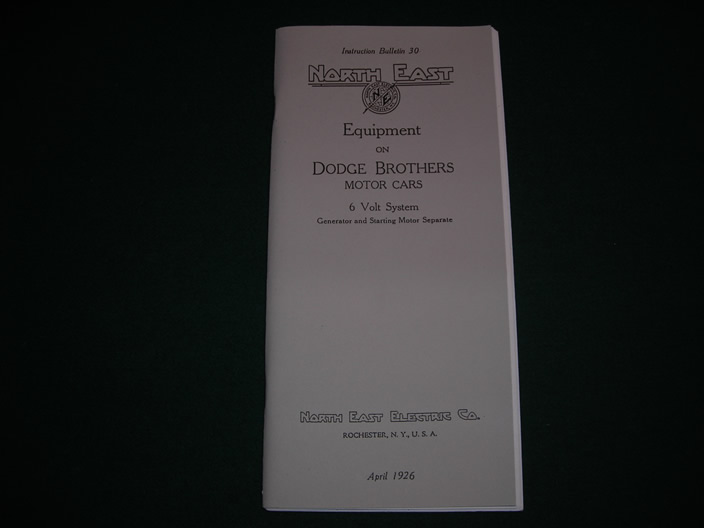 Instruction Bulletin 30
NORTH EAST
NE
Equipment
ON
DODGE BROTHERS
MOTOR CARS
6 Volt System
Generator and Starting Motor Separate
NORTH EAST ELECTRIC CO.
ROCHESTER, N. Y., U. S. A.
April 1926